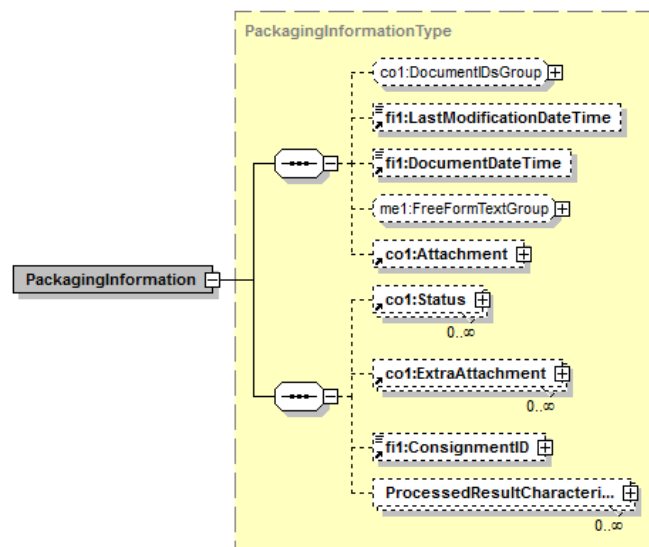 PackagingInformationType
co1:DocumentIDsGroup
fi1:LastModificationDateTime
fi1:DocumentDateTime
me1:FreeFormTextGroup
co1:Attachment
PackagingInformation
co1:Status
0..∞
co1:ExtraAttachment
0..∞
fi1:ConsignmentID
ProcessedResultCharacteri...
0..∞